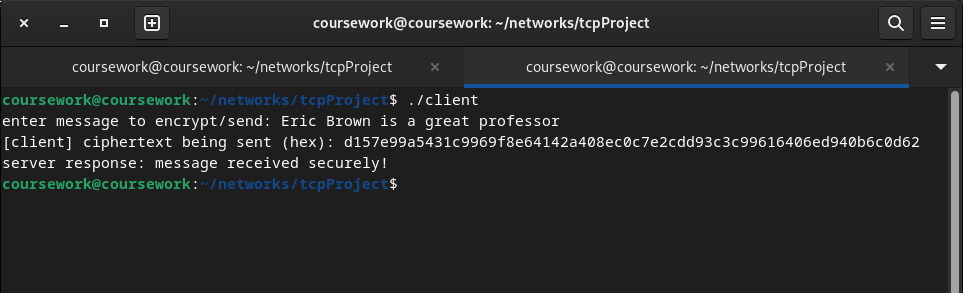 coursework@coursework: ~/networks/tcpProject
coursework@coursework: ~/networks/tcpProject
coursework@coursework: ~/networks/tcpProject
coursework@coursework:~/networks/tcpProject$ ./client
enter message to encrypt/send: Eric Brown is a great professor
[client] ciphertext being sent (hex): d157e99a5431c9969f8e64142a408ec0c7e2cdd93c3c99616406ed940b6c0d62
server response: message received securely!
coursework@coursework:~/networks/tcpProject$